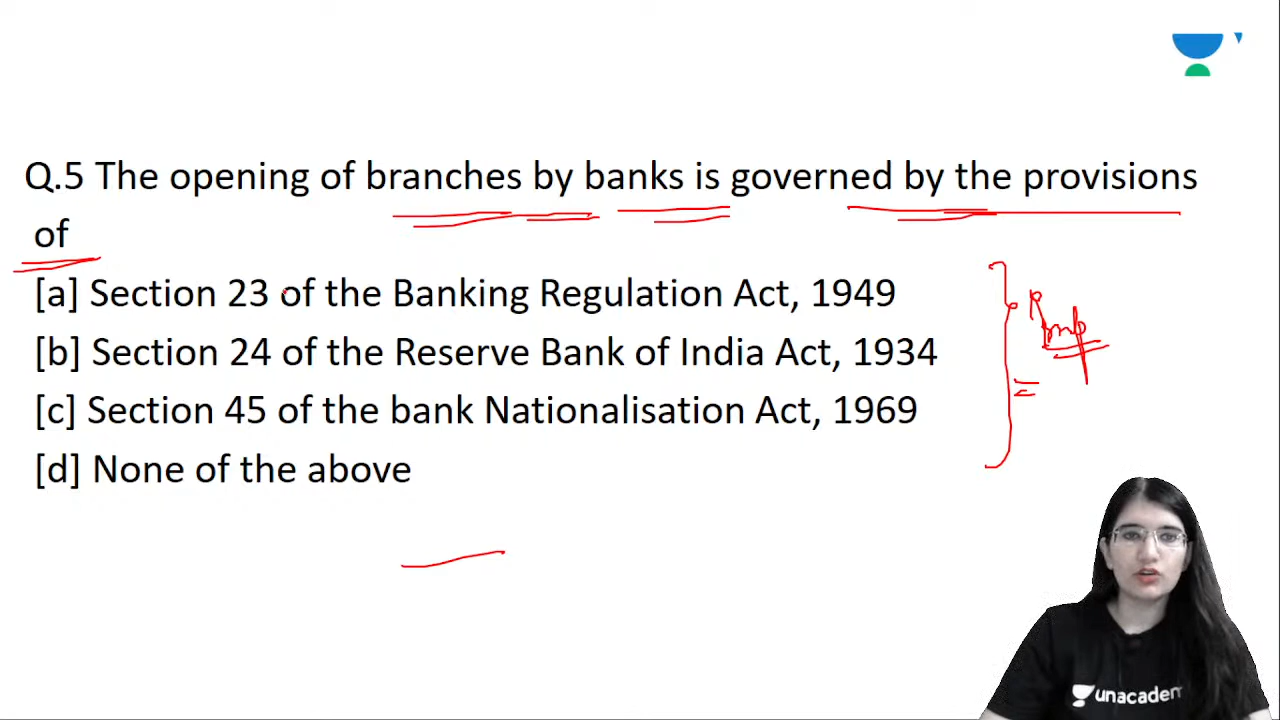 Q.5 The opening of branches by banks is governed by the provisions
of
[a] Section 23 of the Banking Regulation Act, 1949
[b] Section 24 of the Reserve Bank of India Act, 1934
[c] Section 45 of the bank Nationalisation Act, 1969
[d] None of the above
Imp
unacadem